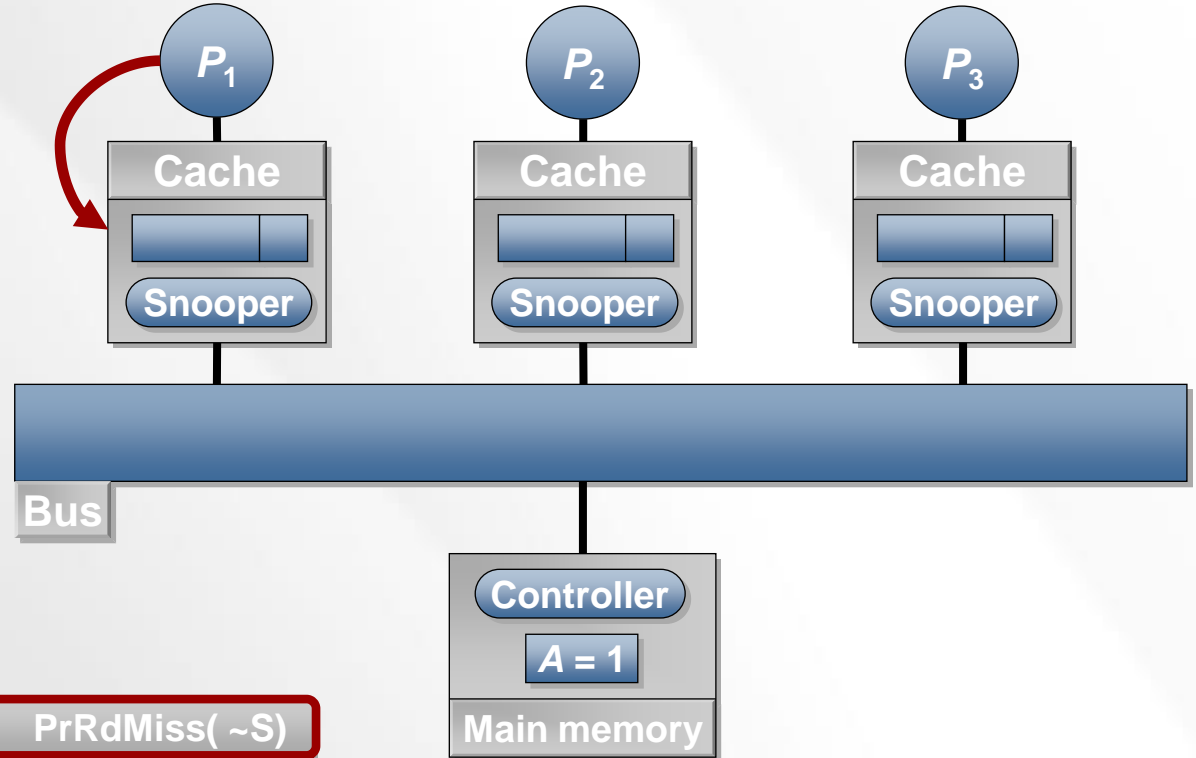 P1
P2
P3
Cache
Cache
Cache
Snooper
Snooper
Snooper
Bus
Controller
A = 1
PrRdMiss( ~S)
Main memory